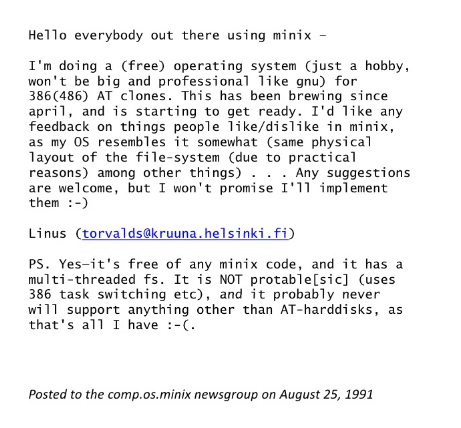 Hello everybody out there using minix –
I'm doing a (free) operating system (just a hobby,
won't be big and professional like gnu) for
386(486) AT clones. This has been brewing since
april, and is starting to get ready. I'd like any
feedback on things people like/dislike in minix,
as my OS resembles it somewhat (same physical
layout of the file-system (due to practical
reasons) among other things) . . . Any suggestions
are welcome, but I won't promise I'll implement
them :-)
Linus (torvalds@kruuna.helsinki.fi)
PS. Yes—it's free of any minix code, and it has a
multi-threaded fs. It is NOT protable[sic] (uses
386 task switching etc), and it probably never
will support anything other than AT-harddisks, as
that's all I have :-(.
Posted to the comp.os.minix newsgroup on August 25, 1991